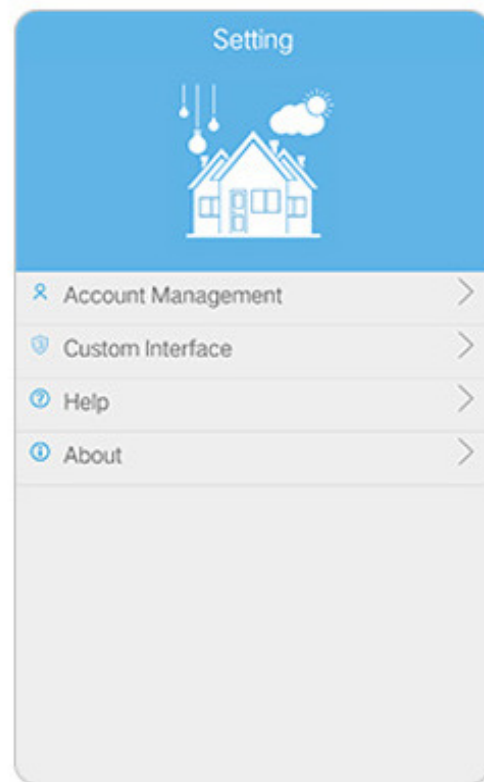 Setting
Account Management
Custom Interface
Help
About